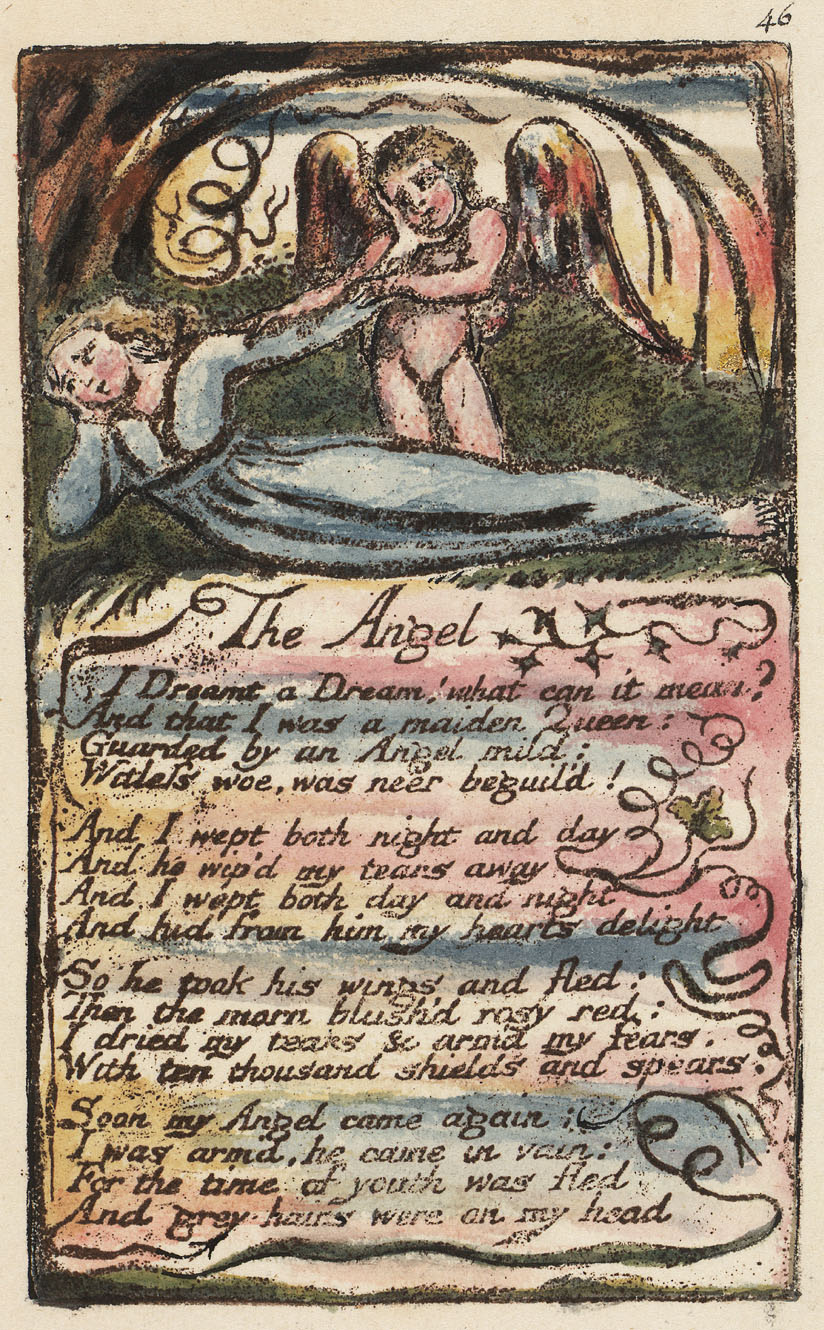 46
The Angel
I Dreamt a Dream! what can it mean?
And that I was a maiden Queen:
Guarded by an Angel mild:
Witless woe, was neer beguil'd!
And I wept both night and day
And he wip'd my tears away
And I wept both day and night
And hid from him my hearts delight
So he took his wings and fled:
Then the morn blush'd rosy red:
I dried my tears & armd my fears,
With ten thousand shields and spears.
Soon my Angel came again;
I was arm'd, he came in vain:
For the time of youth was fled
And grey hairs were on my head